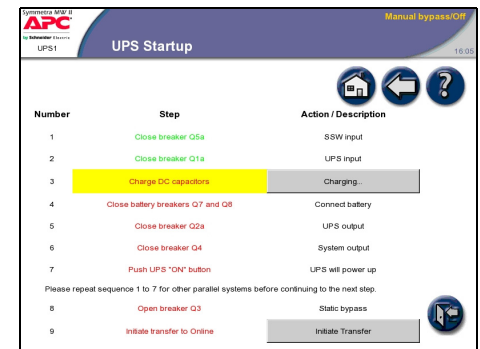 Symmetra MW II
Manual bypass/Off
APC
by Schneider Electric
UPS1
UPS Startup
16:05
Number Step Action / Description
1 Close breaker Q5a SSW input
2 Close breaker Q1a UPS input
3 Charge DC capacitors Charging...
4 Close battery breakers Q7 and Q8 Connect battery
5 Close breaker Q2a UPS output
6 Close breaker Q4 System output
7 Push UPS "ON" button UPS will power up
Please repeat sequence 1 to 7 for other parallel systems before continuing to the next step.
8 Open breaker Q3 Static bypass
9 Initiate transfer to Online Initiate Transfer